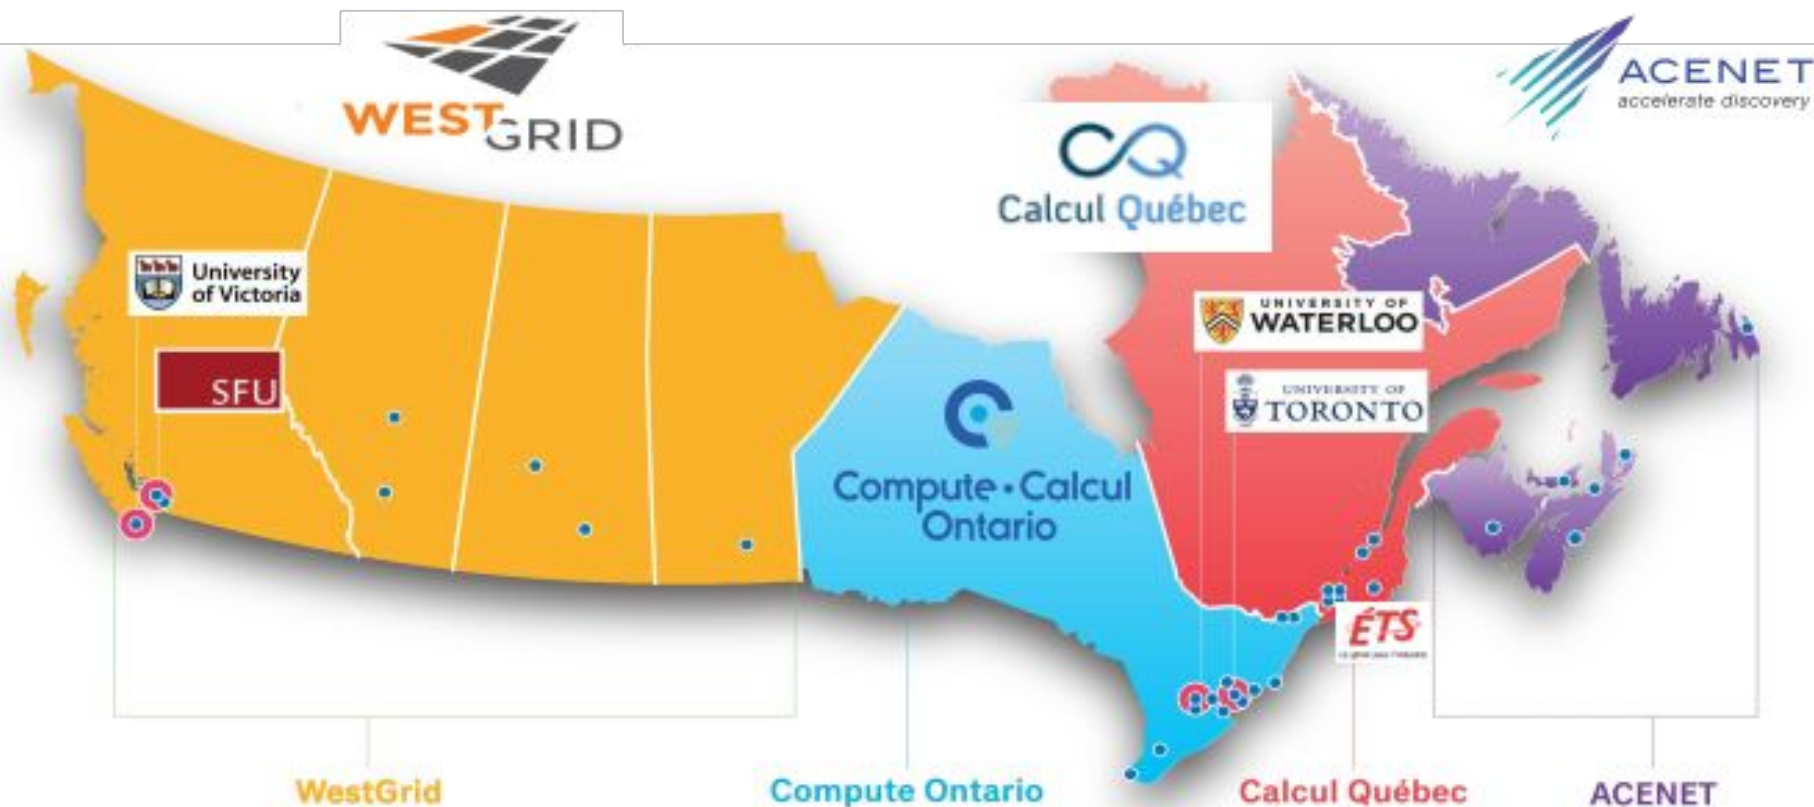 WESTGRID
ACENET
accelerate discovery
CQ
Calcul Québec
University
of Victoria
SFU
UNIVERSITY OF
WATERLOO
UNIVERSITY OF
TORONTO
Compute • Calcul
Ontario
ÉTS
WestGrid
Compute Ontario
Calcul Québec
ACENET